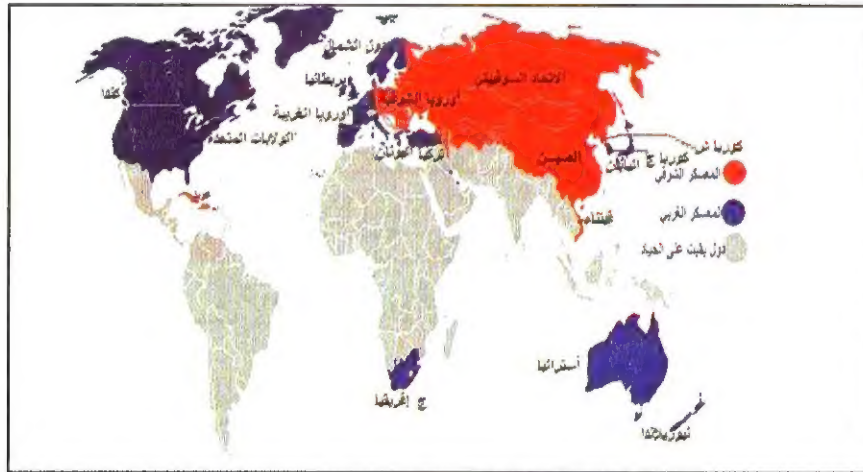 دول الشمال
الاتحاد السوفيتي
بريطانيا
كندا
أوروبا الشرقية
أوروبا الغربية
الولايات المتحدة
تركيا
اليونان
الصين
كوريا ش
كوريا ج
اليابان
المعسكر الشرقي
كوبا
فيتنام
المعسكر الغربي
دول بقيت على الحياد
أستراليا
ج إفريقيا
نيوزيلاندا